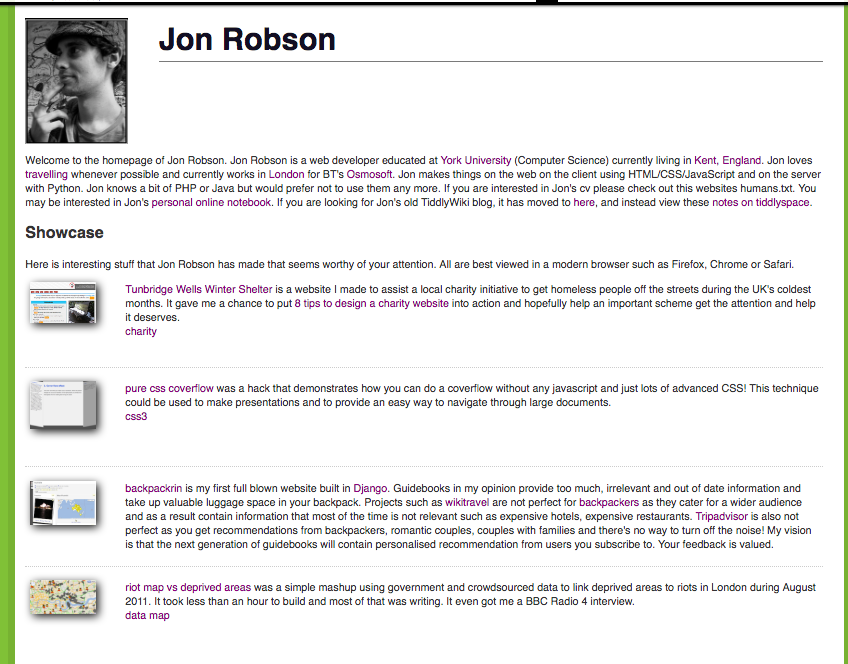 Jon Robson
Welcome to the homepage of Jon Robson. Jon Robson is a web developer educated at York University (Computer Science) currently living in Kent, England. Jon loves
travelling whenever possible and currently works in London for BT's Osmosoft. Jon makes things on the web on the client using HTML/CSS/JavaScript and on the server
with Python. Jon knows a bit of PHP or Java but would prefer not to use them any more. If you are interested in Jon's cv please check out this websites humans.txt. You
may be interested in Jon's personal online notebook. If you are looking for Jon's old TiddlyWiki blog, it has moved to here, and instead view these notes on tiddlyspace.
Showcase
Here is interesting stuff that Jon Robson has made that seems worthy of your attention. All are best viewed in a modern browser such as Firefox, Chrome or Safari.
Tunbridge Wells Winter Shelter is a website I made to assist a local charity initiative to get homeless people off the streets during the UK's coldest
months. It gave me a chance to put 8 tips to design a charity website into action and hopefully help an important scheme get the attention and help
it deserves.
charity
pure css coverflow was a hack that demonstrates how you can do a coverflow without any javascript and just lots of advanced CSS! This technique
could be used to make presentations and to provide an easy way to navigate through large documents.
css3
backpackrin is my first full blown website built in Django. Guidebooks in my opinion provide too much, irrelevant and out of date information and
take up valuable luggage space in your backpack. Projects such as wikitravel are not perfect for backpackers as they cater for a wider audience
and as a result contain information that most of the time is not relevant such as expensive hotels, expensive restaurants. Tripadvisor is also not
perfect as you get recommendations from backpackers, romantic couples, couples with families and there's no way to turn off the noise! My vision
is that the next generation of guidebooks will contain personalised recommendation from users you subscribe to. Your feedback is valued.
riot map vs deprived areas was a simple mashup using government and crowdsourced data to link deprived areas to riots in London during August
2011. It took less than an hour to build and most of that was writing. It even got me a BBC Radio 4 interview.
data map